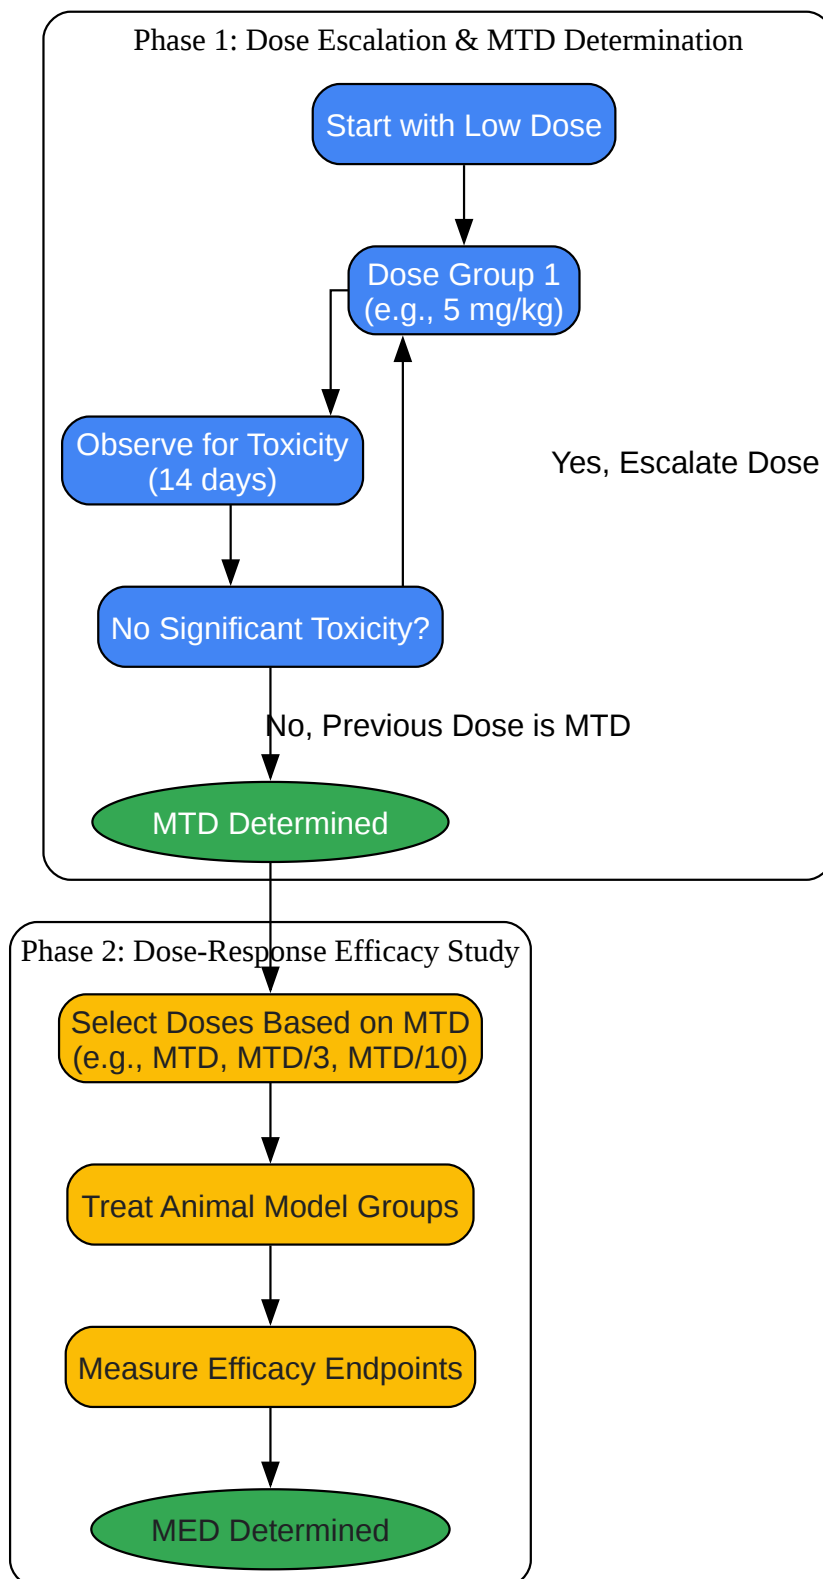 Phase 1: Dose Escalation & MTD Determination
Start with Low Dose
Dose Group 1
(e.g., 5 mg/kg)
Observe for Toxicity
(14 days)
Yes, Escalate Dose
No Significant Toxicity?
No, Previous Dose is MTD
MTD Determined
Phase 2: Dose-Response Efficacy Study
Select Doses Based on MTD
(e.g., MTD, MTD/3, MTD/10)
Treat Animal Model Groups
Measure Efficacy Endpoints
MED Determined